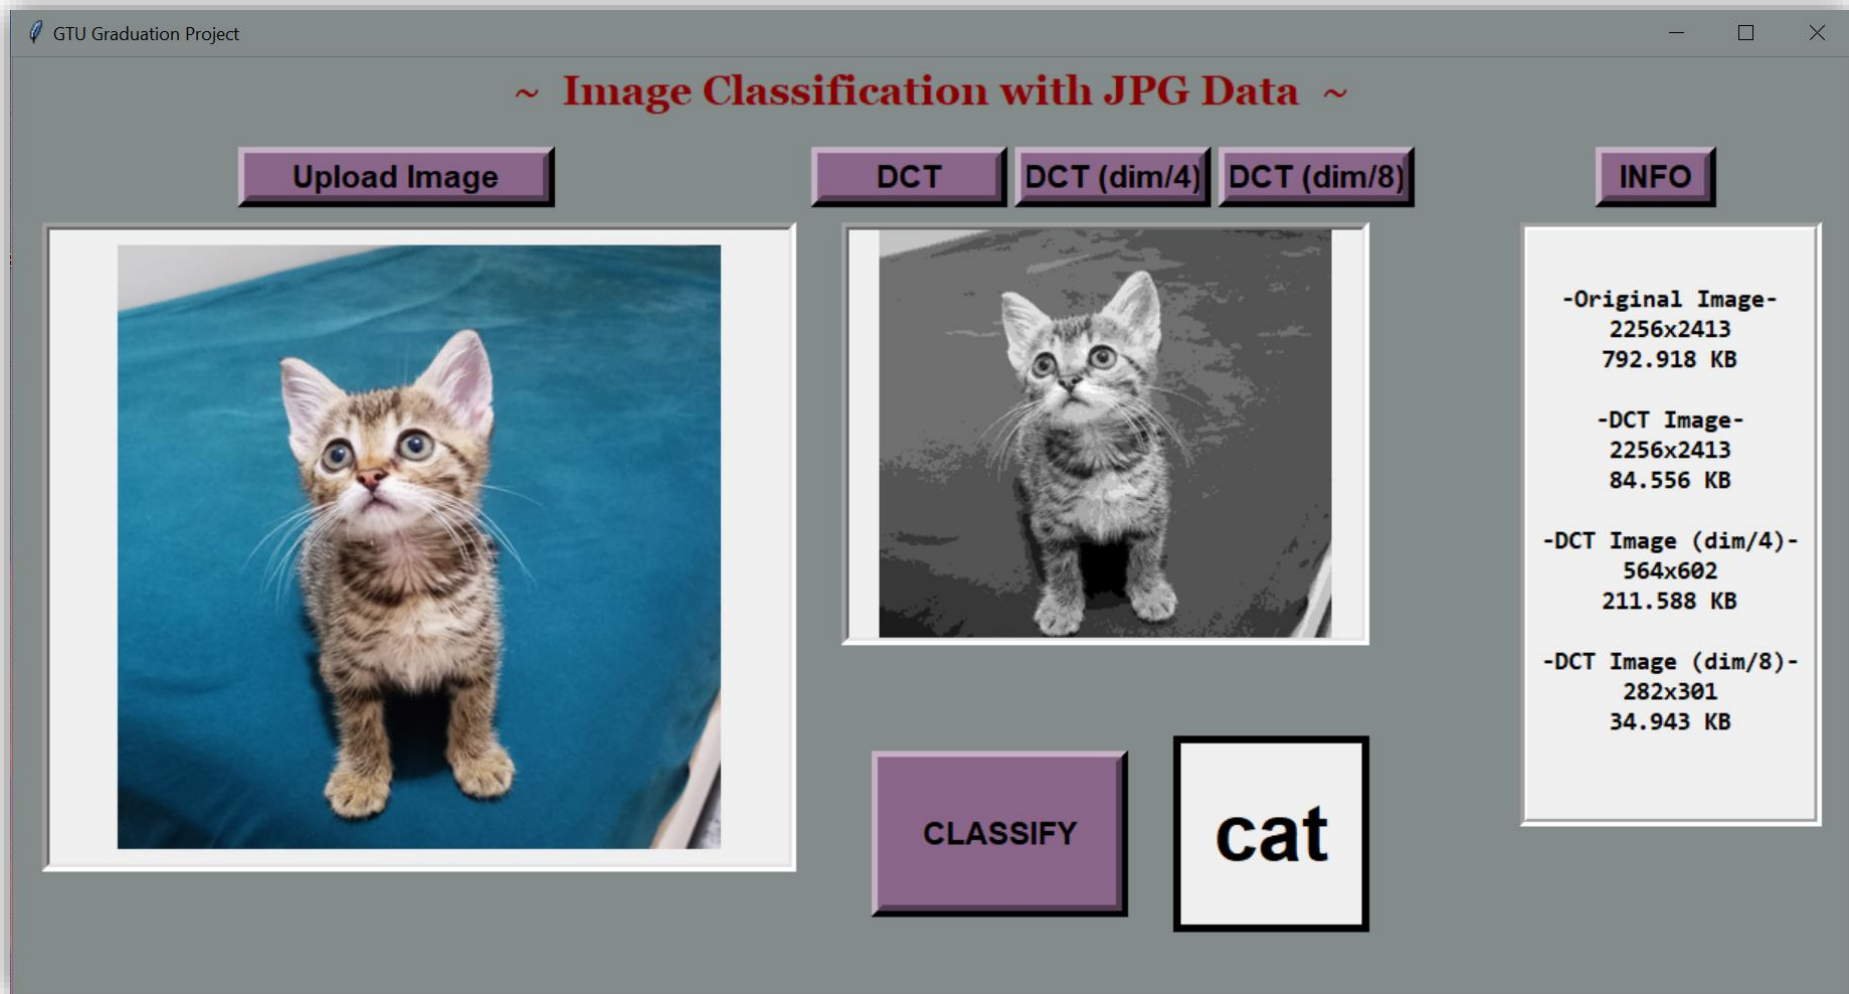 GTU Graduation Project
~ Image Classification with JPG Data ~
Upload Image
DCT
DCT (dim/4)
DCT (dim/8)
INFO
-Original Image-
2256x2413
792.918 KB
-DCT Image-
2256x2413
84.556 KB
-DCT Image (dim/4)-
564x602
211.588 KB
-DCT Image (dim/8)-
282x301
34.943 KB
CLASSIFY
cat